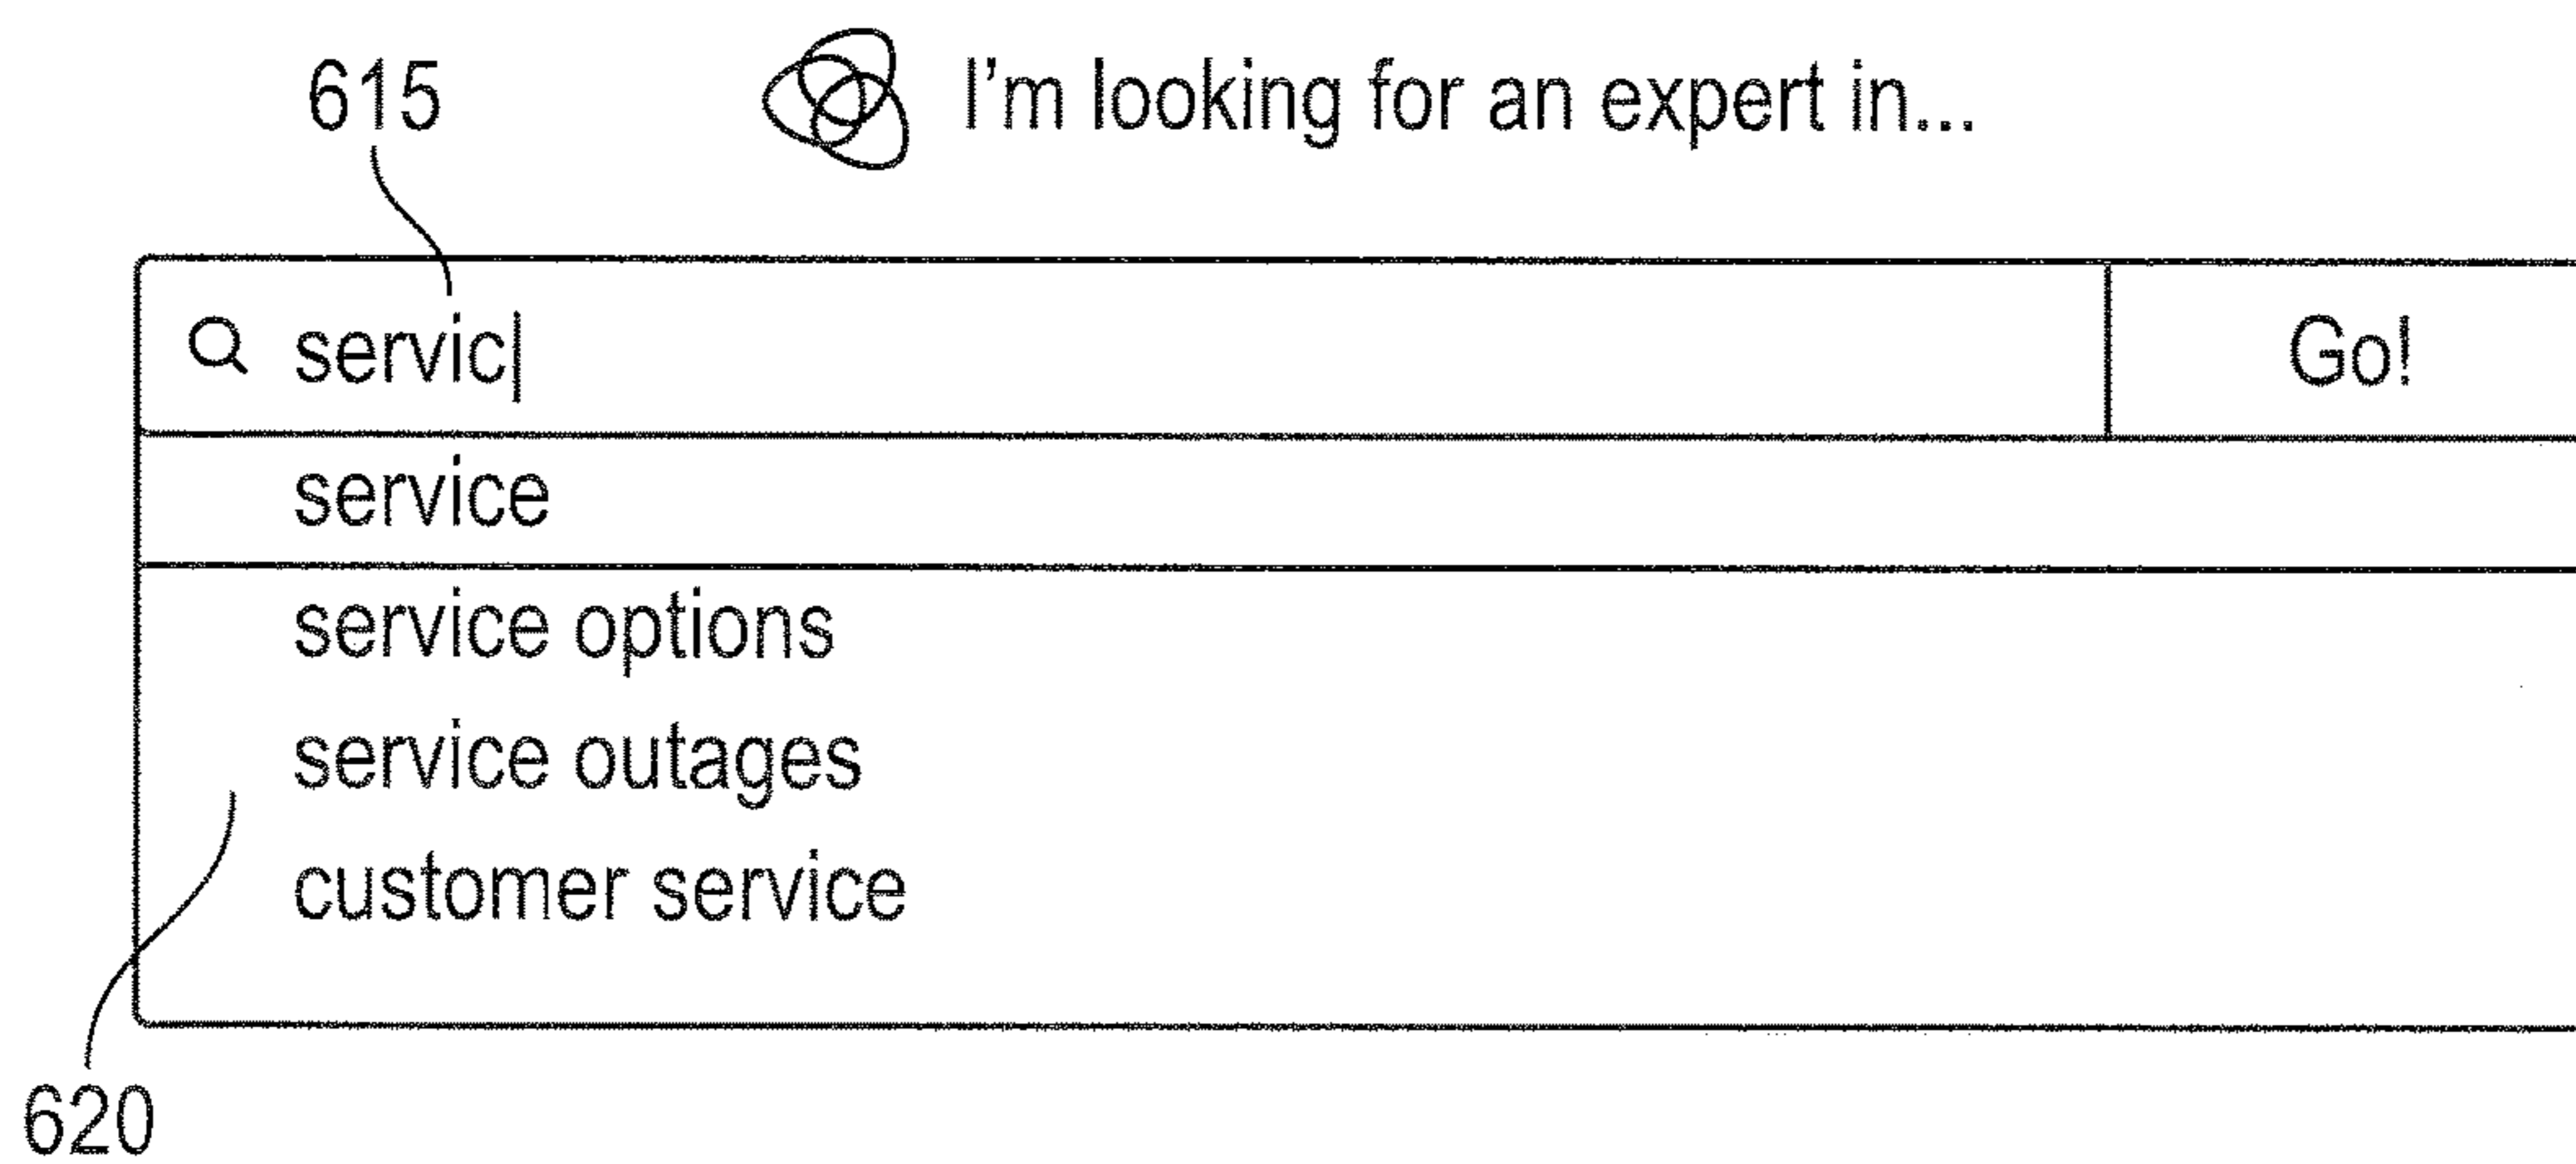 615
I'm looking for an expert in...
servic
Go!
service
service options
service outages
customer service
620